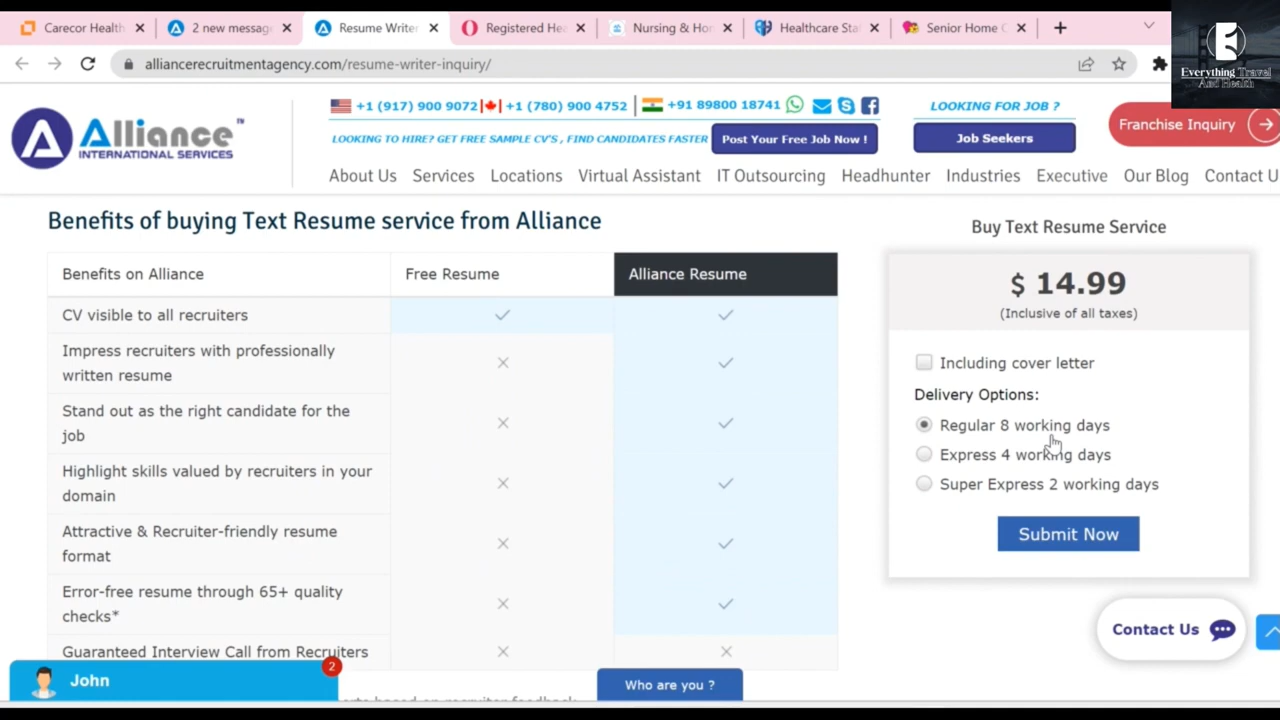 Carecor Health
2 new messag
Resume Writer
Registered He
Nursing & Ho
Healthcare Sta
Senior Home C
Everything Travel
And Health
alliancerecruitmentagency.com/resume-writer-inquiry/
Alliance™
INTERNATIONAL SERVICES
+1 (917) 900 9072 +1 (780) 900 4752 +91 89800 18741
LOOKING FOR JOB ?
LOOKING TO HIRE? GET FREE SAMPLE CV'S, FIND CANDIDATES FASTER
Post Your Free Job Now !
Job Seekers
Franchise Inquiry
About Us Services Locations Virtual Assistant IT Outsourcing Headhunter Industries Executive Our Blog Contact U
Benefits of buying Text Resume service from Alliance
Benefits on Alliance Free Resume Alliance Resume
CV visible to all recruiters
Impress recruiters with professionally
written resume
Stand out as the right candidate for the
job
Highlight skills valued by recruiters in your
domain
Attractive & Recruiter-friendly resume
format
Error-free resume through 65+ quality
checks*
Guaranteed Interview Call from Recruiters
Buy Text Resume Service
$ 14.99
(Inclusive of all taxes)
Including cover letter
Delivery Options:
Regular 8 working days
Express 4 working days
Super Express 2 working days
Submit Now
Contact Us
2
John
Who are you ?